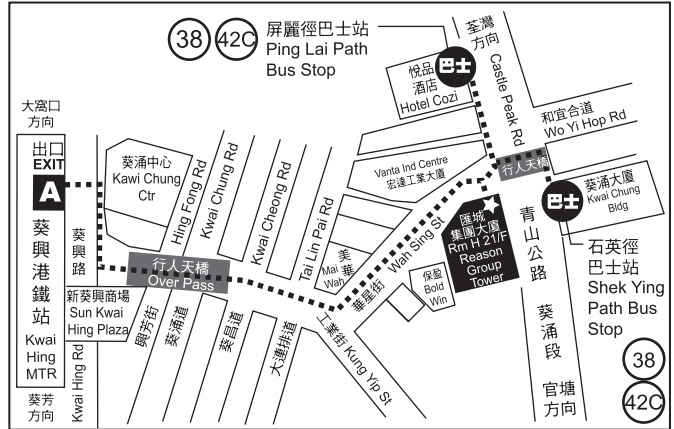 38
42C
屏麗徑巴士站
Ping Lai Path
Bus Stop
荃灣
方向
巴士
悅品
酒店
Hotel Cozi
Castle Peak Rd
和宜合道
Wo Yi Hop Rd
大窩口
方向
出口
EXIT
A
葵興港鐵站
Kwai
Hing
MTR
葵芳
方向
葵興路
Kwai Hing Rd
葵涌中心
Kawi Chung
Ctr
新葵興商場
Sun Kwai
Hing Plaza
行人天橋
Over Pass
Hing Fong Rd
Kwai Chung Rd
Kwai Cheong Rd
Tai Lin Pai Rd
興芳街
葵涌道
葵昌道
大連排道
美華
Mai
Wah
Vanta Ind Centre
宏達工業大廈
華星街 Wah Sing St
工業街 Kung Yip St
保盈
Bold
Win
行人天橋
匯城
集團大廈
Rm H 21/F
Reason
Group
Tower
巴士
葵涌大廈
Kwai Chung
Bldg
石英徑
巴士站
Shek Ying
Path Bus
Stop
青山公路 葵涌段
官塘
方向
38
42C